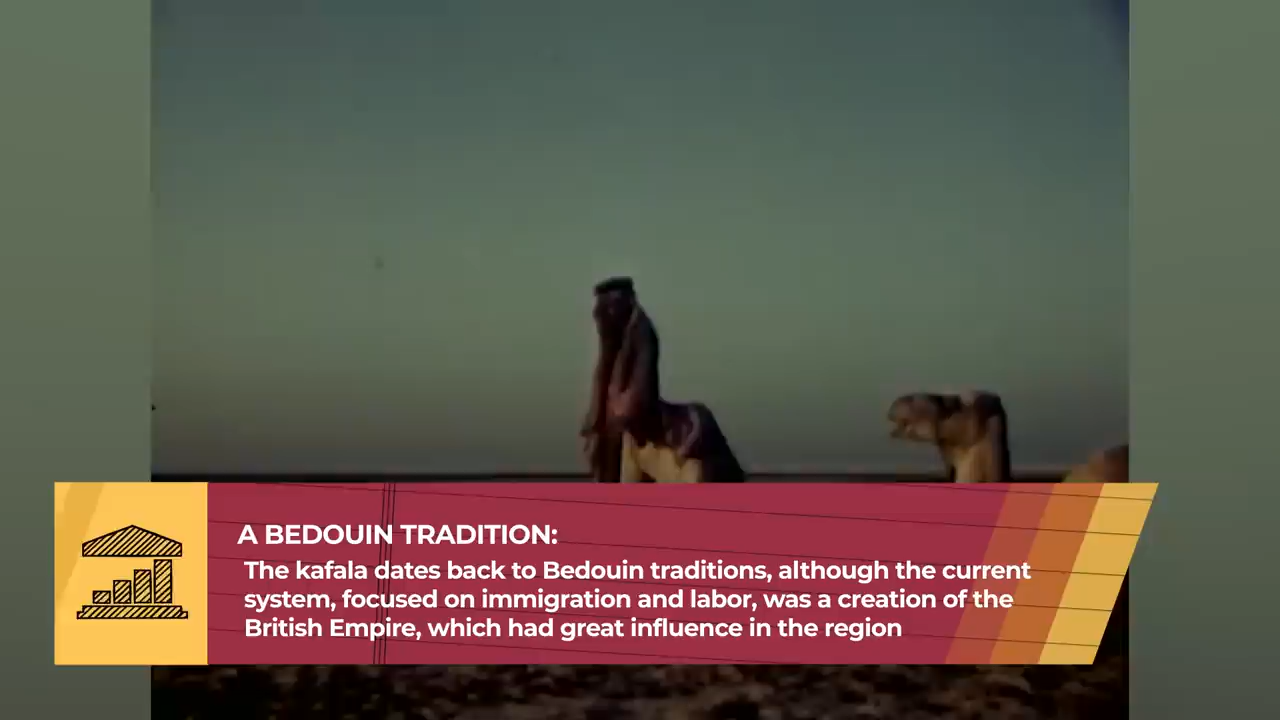 A BEDOUIN TRADITION:
The kafala dates back to Bedouin traditions, although the current
system, focused on immigration and labor, was a creation of the
British Empire, which had great influence in the region